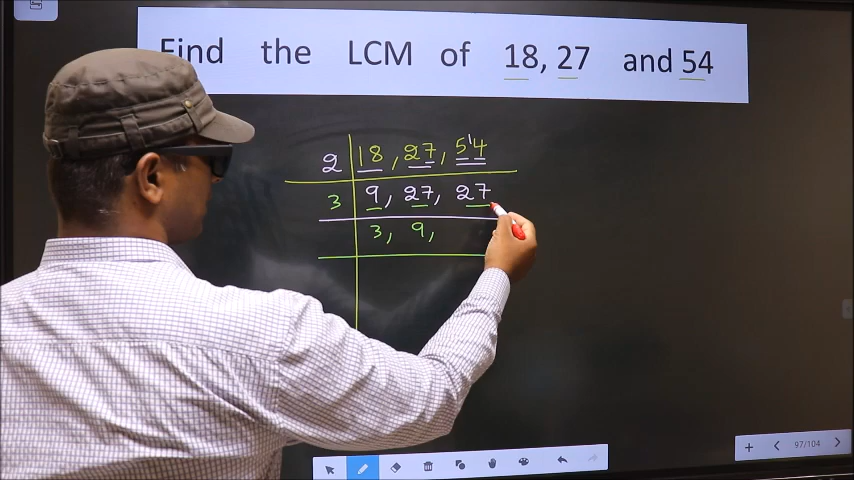 Find the LCM of 18, 27 and 54
2 18, 27, 514
3 9, 27, 27
3, 9,
97/104